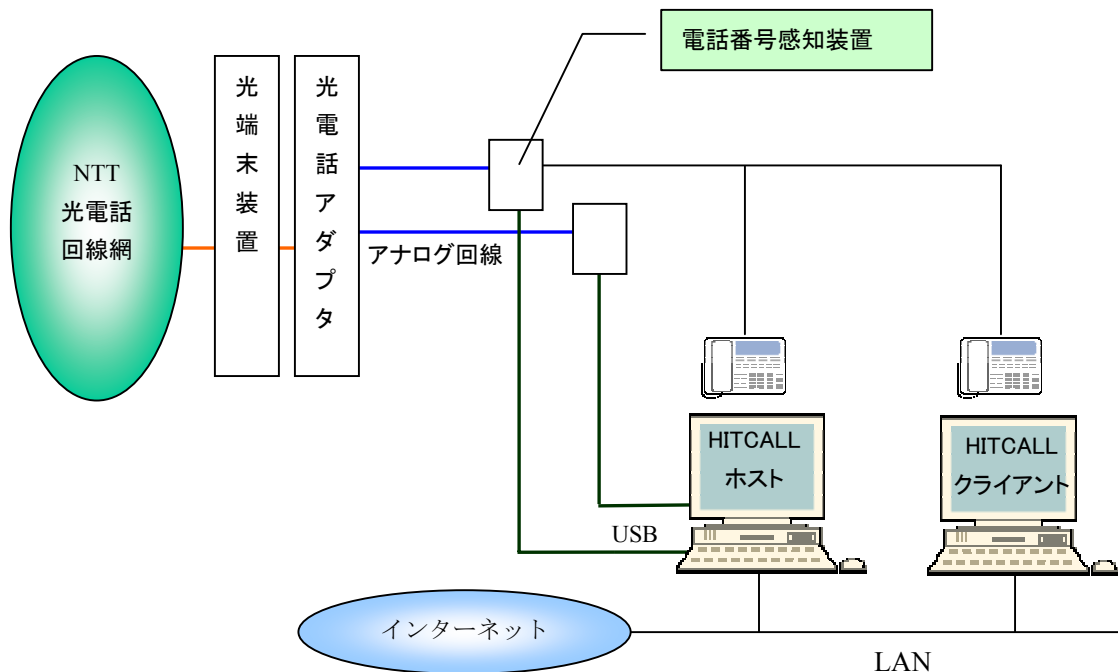 電話番号感知装置
光端末装置
光電話アダプタ
NTT
光電話
回線網
アナログ回線
HITCALL
ホスト
HITCALL
クライアント
USB
インターネット
LAN